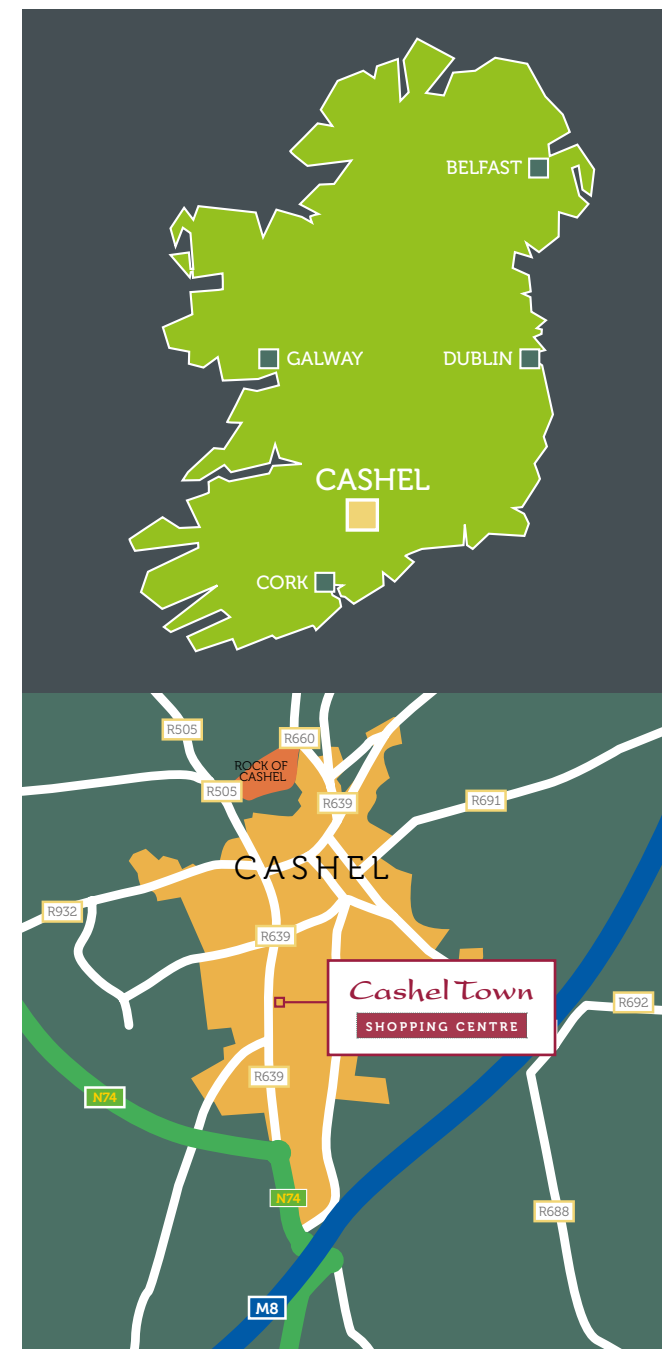 BELFAST
GALWAY
DUBLIN
CASHEL
CORK
R505
R660
ROCK OF
CASHEL
R505
R639
R691
CASHEL
R932
R639
Cashel Town
SHOPPING CENTRE
R692
R639
N74
N74
R688
M8